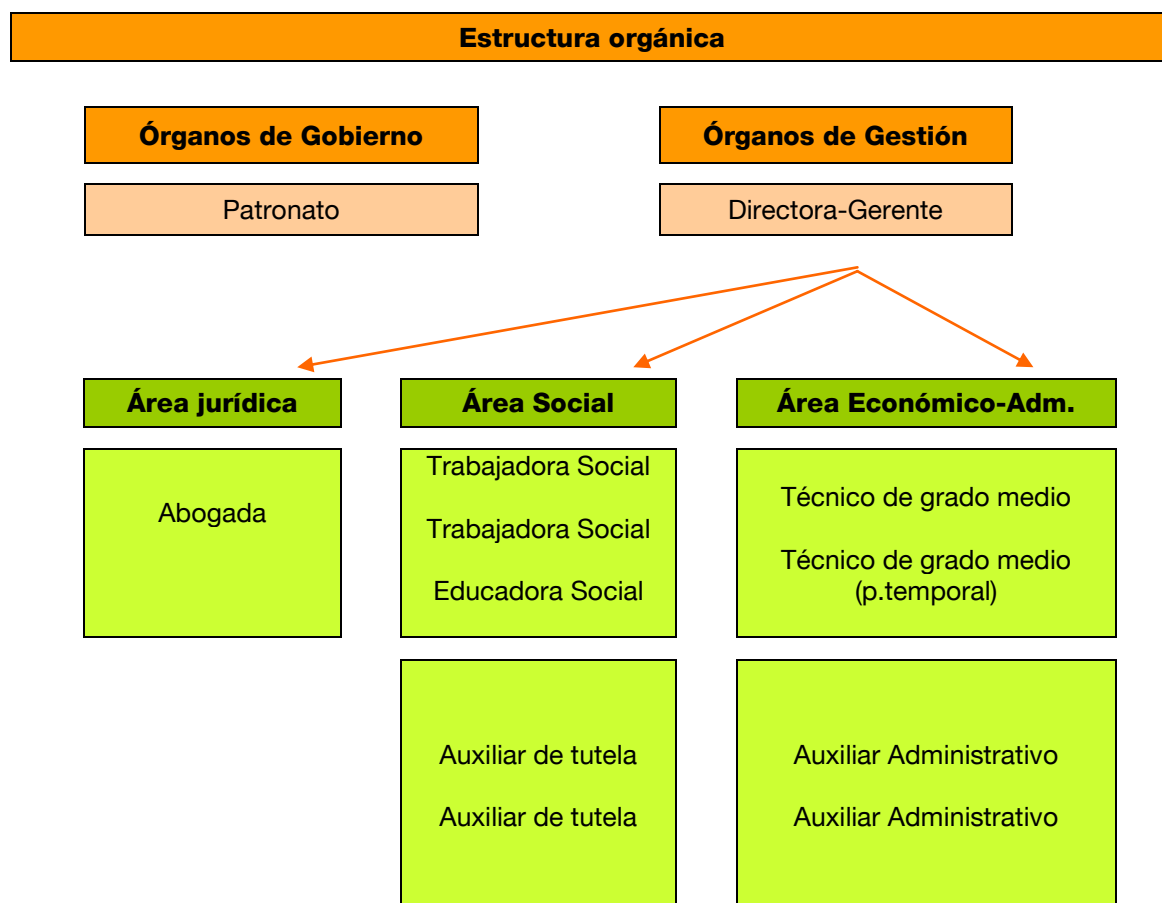 Estructura orgánica
Órganos de Gobierno
Órganos de Gestión
Patronato
Directora-Gerente
Área jurídica
Área Social
Área Económico-Adm.
Abogada
Trabajadora Social
Trabajadora Social
Educadora Social
Técnico de grado medio
Técnico de grado medio
(p.temporal)
Auxiliar de tutela
Auxiliar de tutela
Auxiliar Administrativo
Auxiliar Administrativo